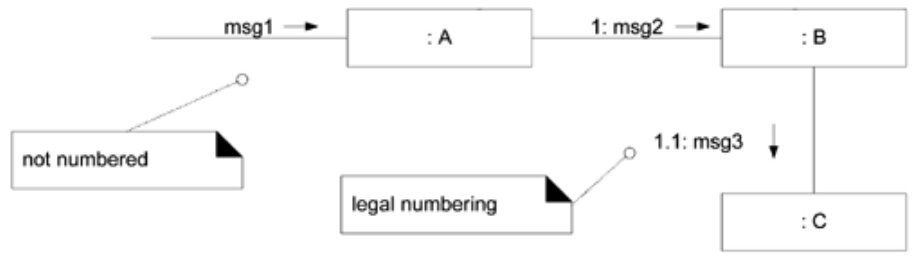 msg1
: A
1: msg2
: B
not numbered
1.1: msg3
legal numbering
: C